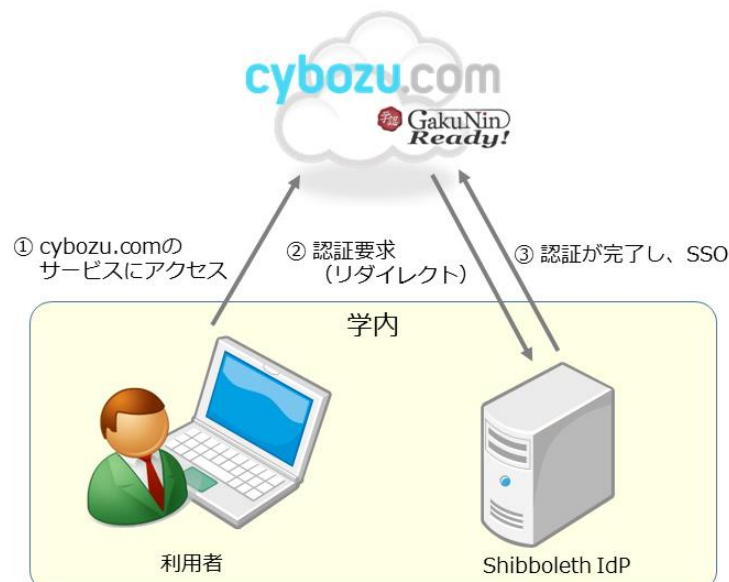 cybozu.com
学認 GakuNin
Ready!
① cybozu.comの
サービスにアクセス
② 認証要求
（リダイレクト）
③ 認証が完了し、SSO
学内
利用者
Shibboleth IdP